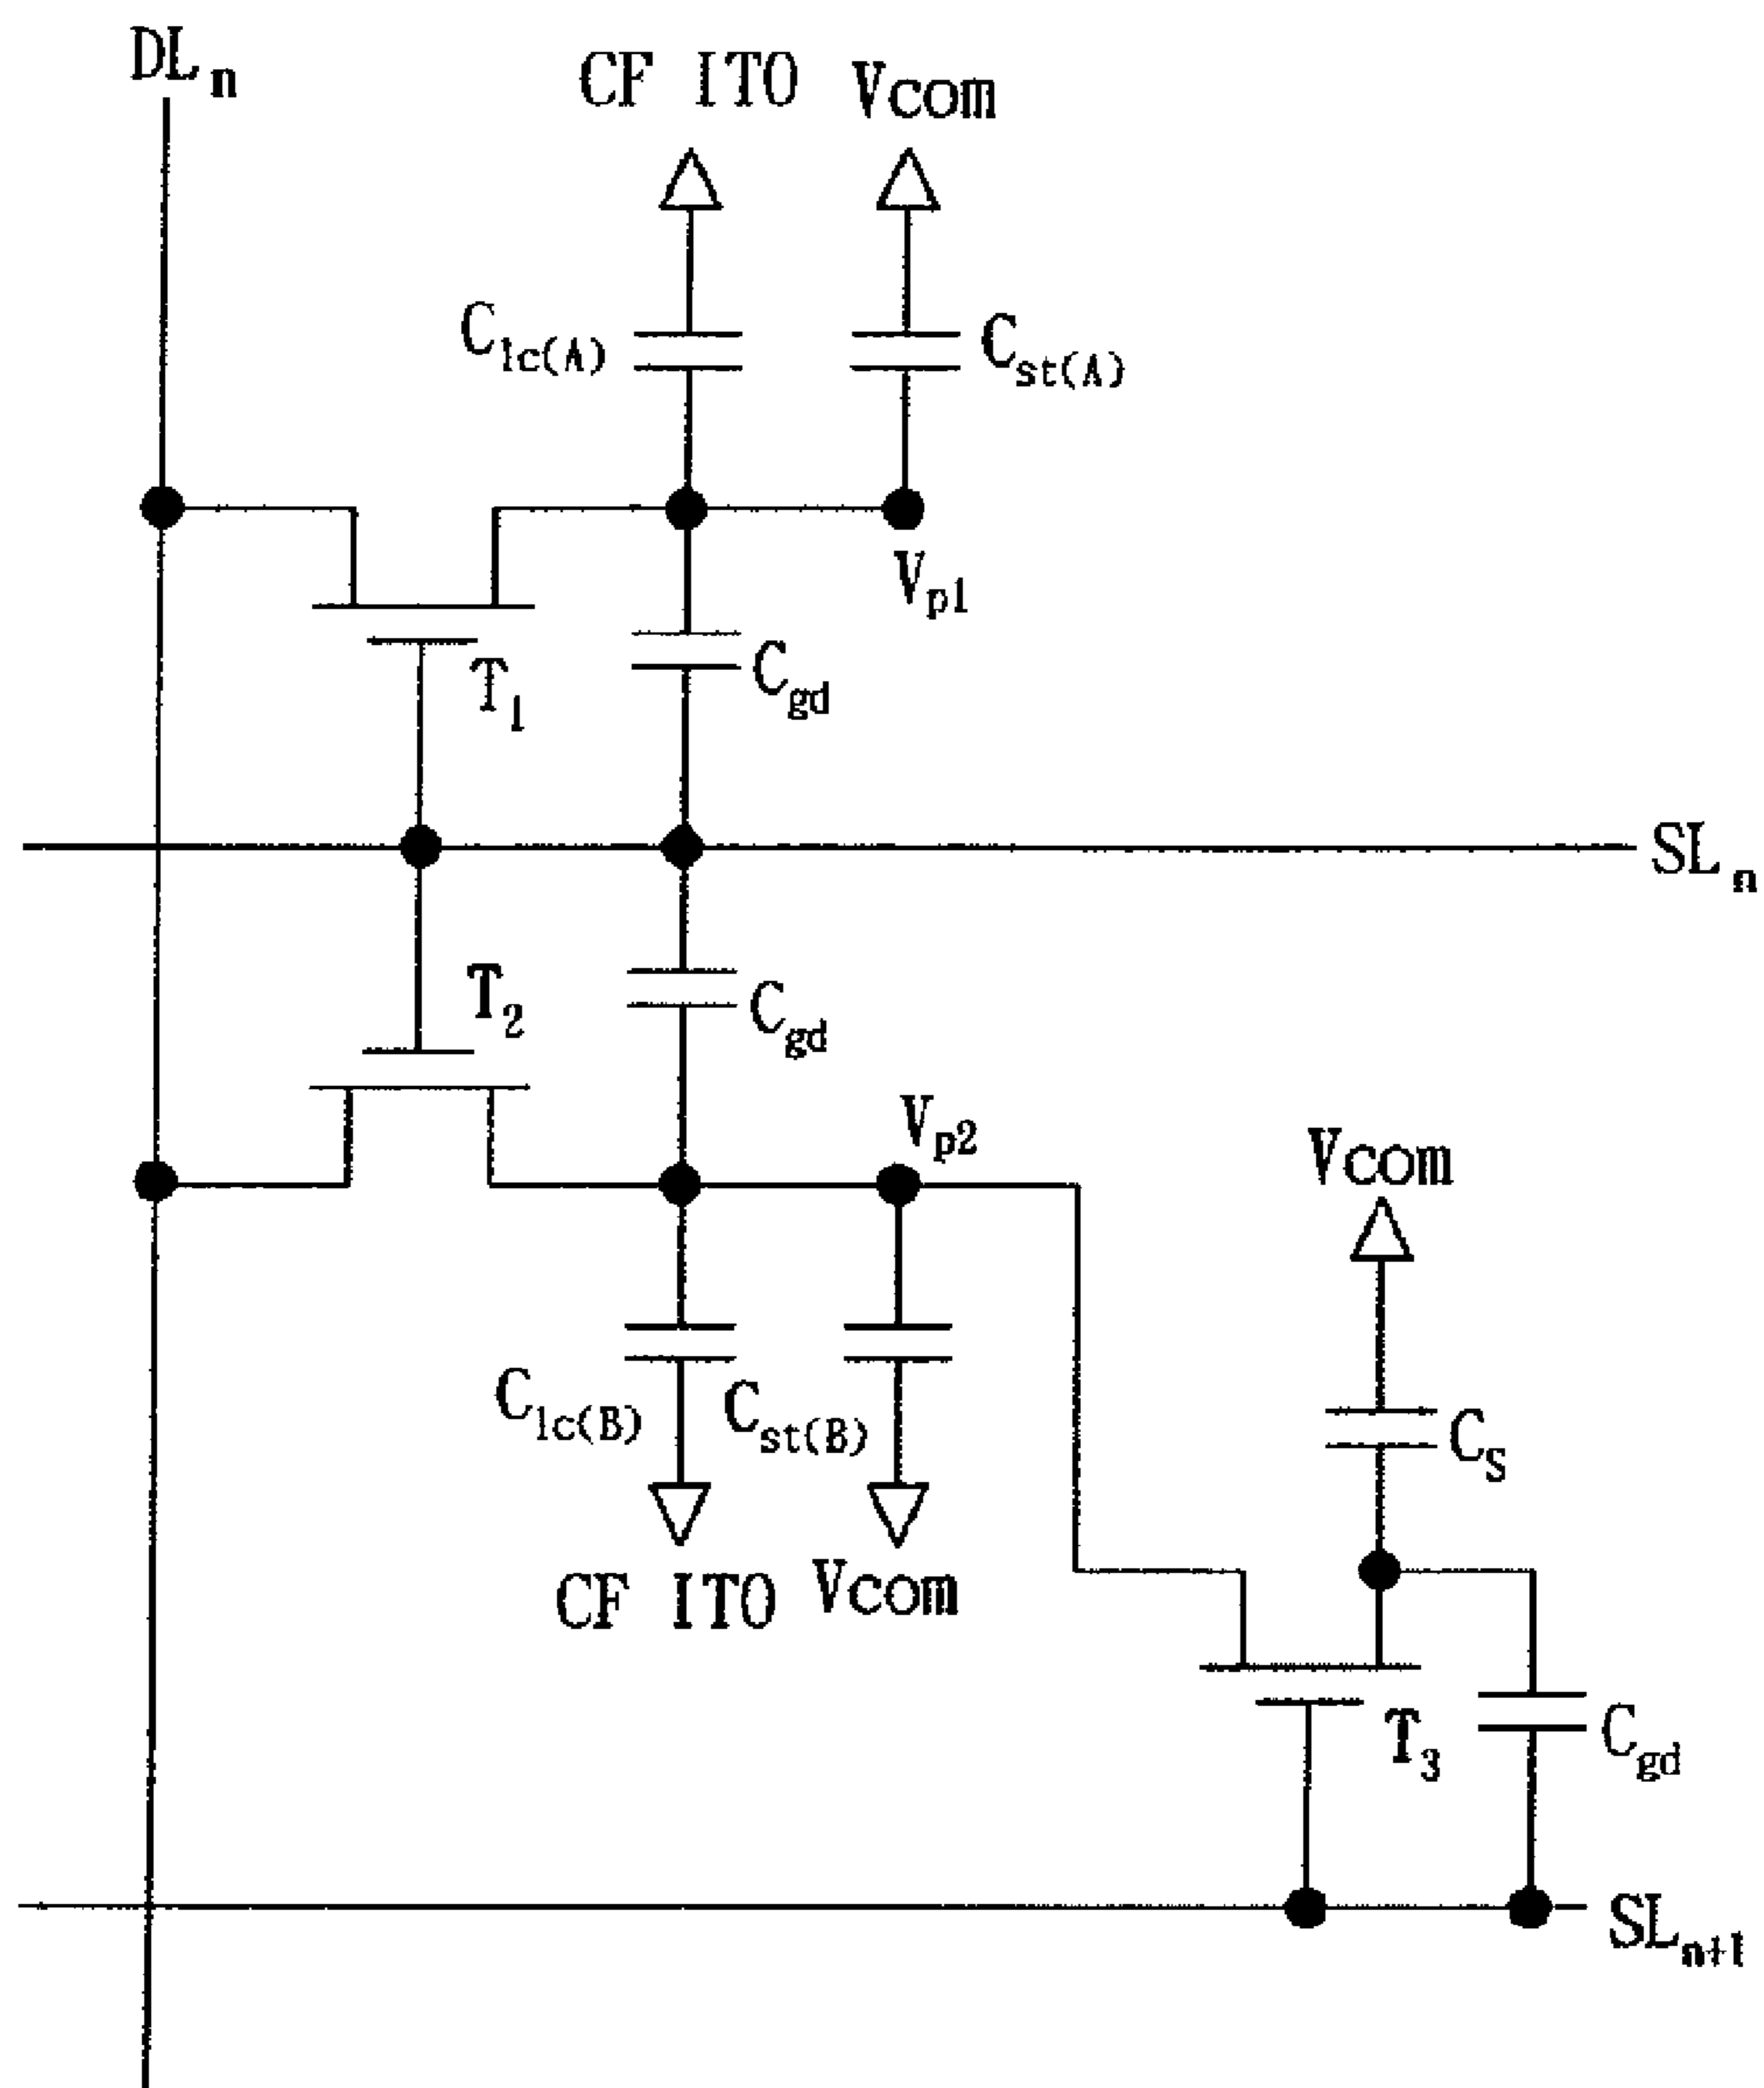 DLn
CF ITO
Vcom
Clc(A)
Cst(A)
Vp1
T1
Cgd
SLn
T2
Cgd
Vp2
Vcom
Clc(B)
Cst(B)
CS
CF ITO
Vcom
T3
Cgd
SLn+1